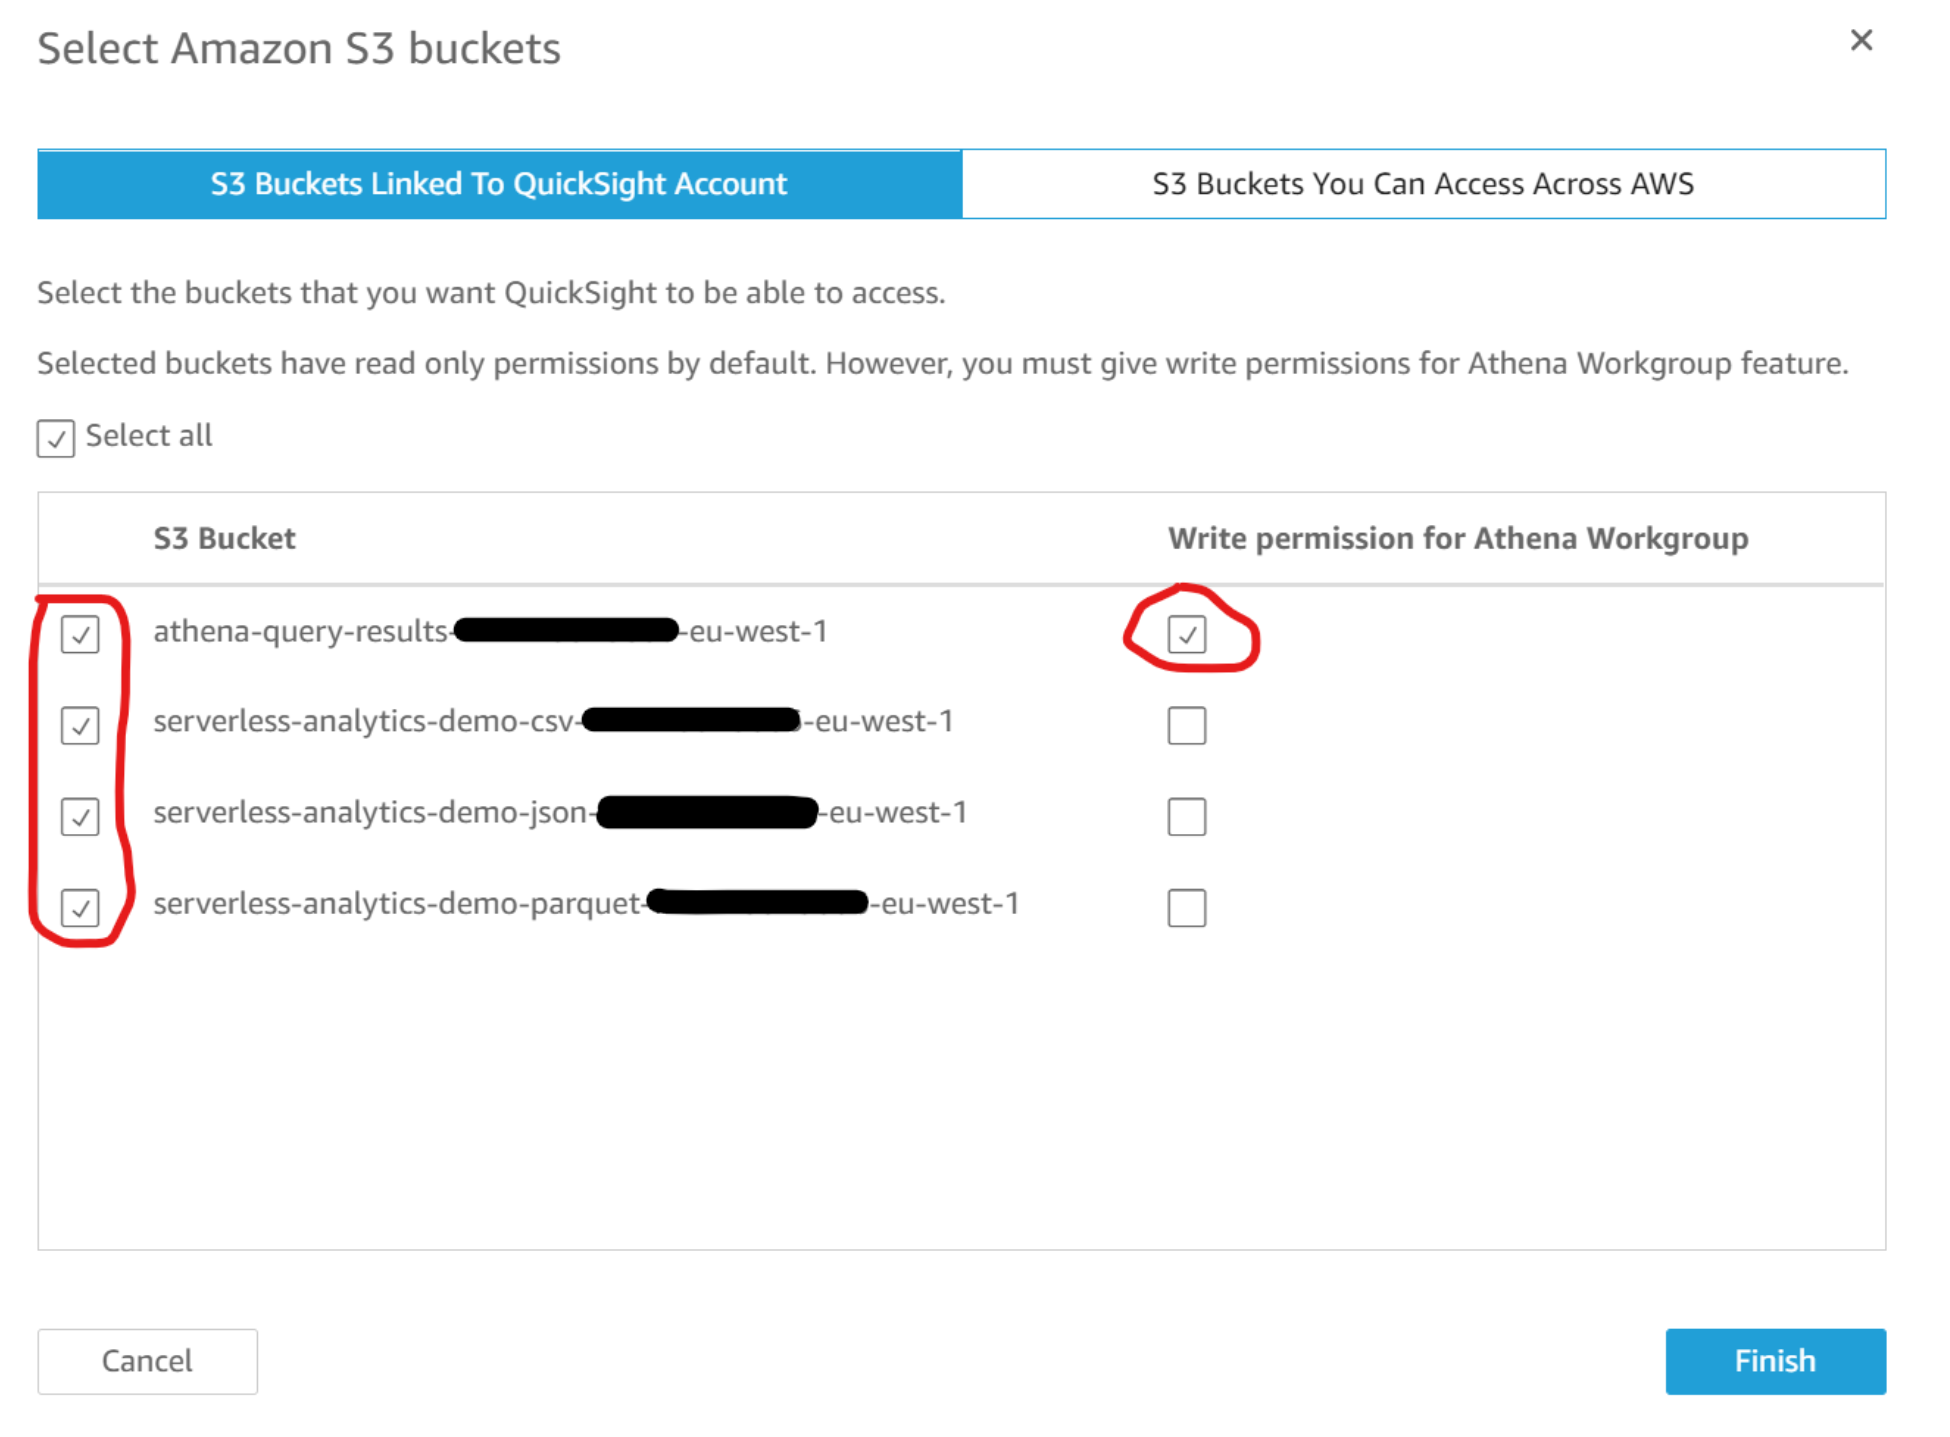 Select Amazon S3 buckets
S3 Buckets Linked To QuickSight Account
S3 Buckets You Can Access Across AWS
Select the buckets that you want QuickSight to be able to access.
Selected buckets have read only permissions by default. However, you must give write permissions for Athena Workgroup feature.
Select all
S3 Bucket
Write permission for Athena Workgroup
athena-query-results- -eu-west-1
serverless-analytics-demo-csv- -eu-west-1
serverless-analytics-demo-json- -eu-west-1
serverless-analytics-demo-parquet- -eu-west-1
Cancel
Finish